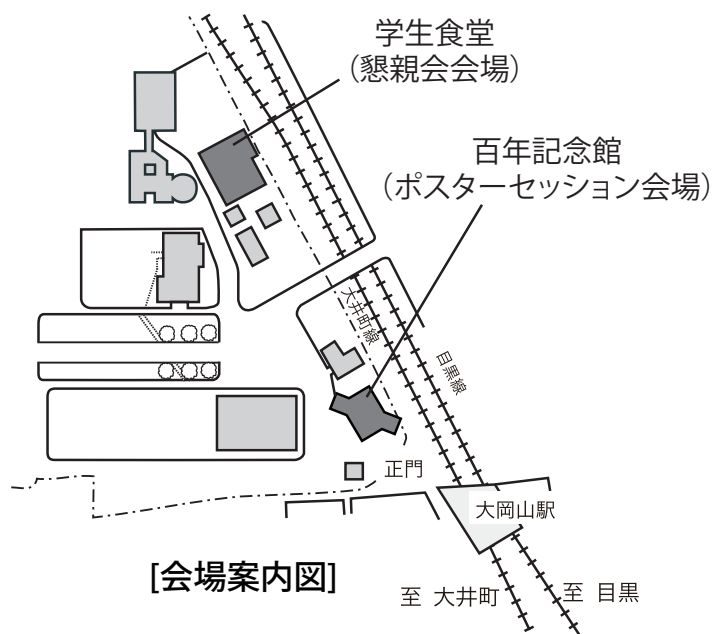 学生食堂
（懇親会会場）
百年記念館
（ポスターセッション会場）
大井町線
目黒線
正門
大岡山駅
[会場案内図]
至 大井町
至 目黒